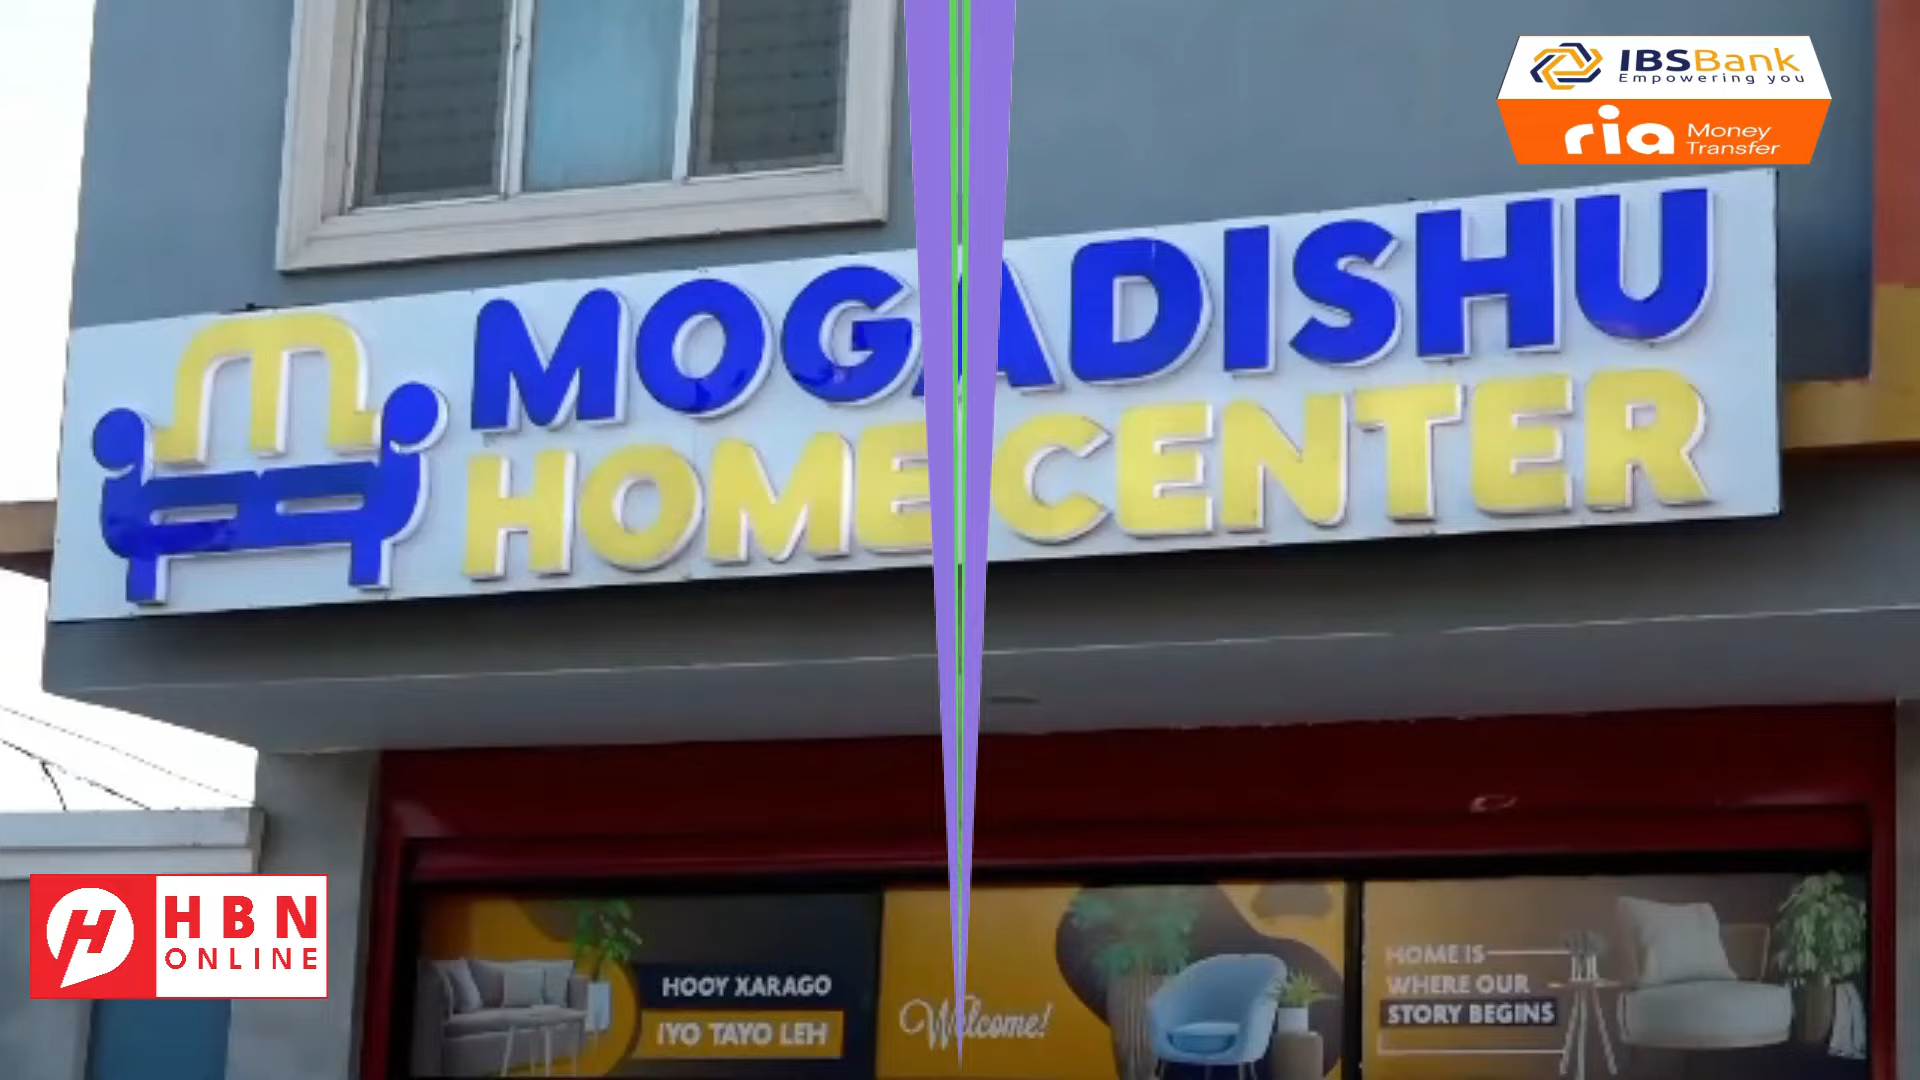 IBSBank
Empowering you
ria Money
Transfer
MOGADISHU
HOME CENTER
HBN
ONLINE
HOOY XARAGO
IYO TAYO LEH
Welcome!
HOME IS
WHERE OUR
STORY BEGINS